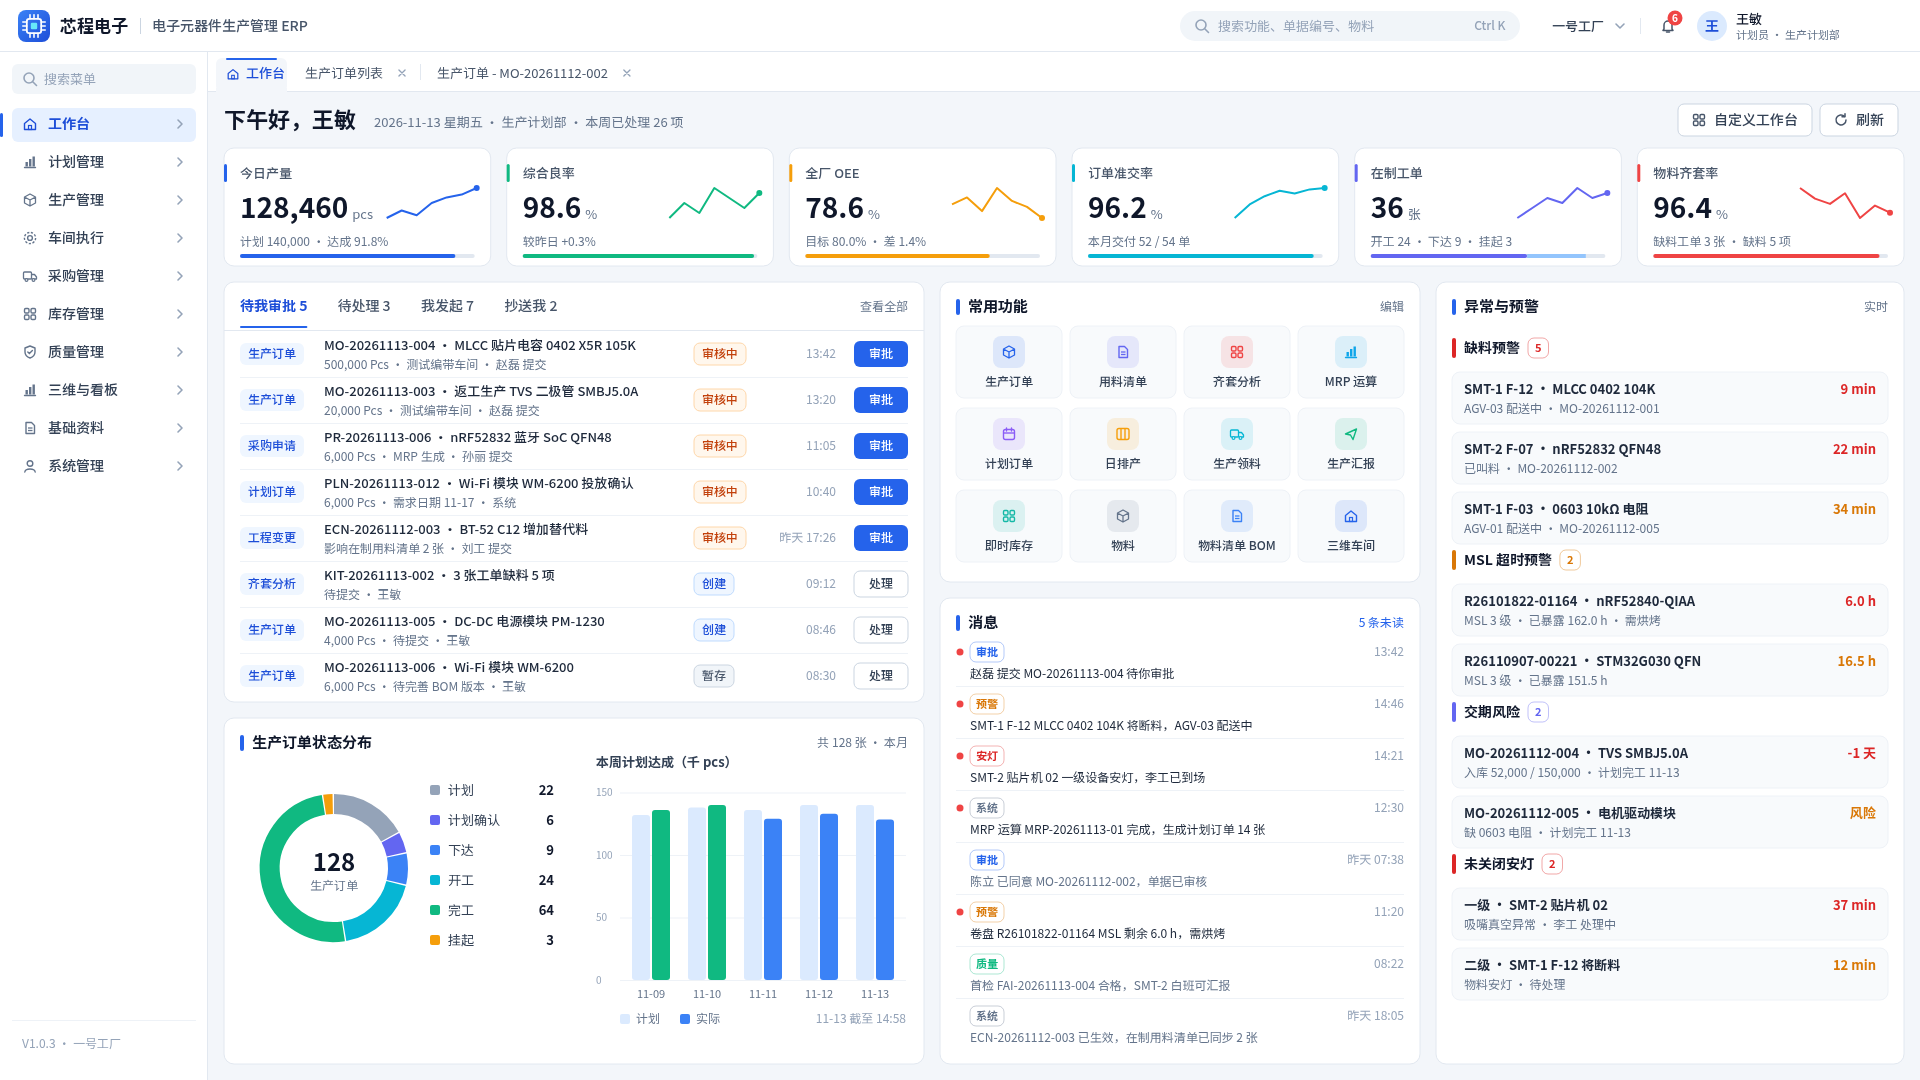 芯程电子
电子元器件生产管理 ERP
搜索功能、单据编号、物料
Ctrl K
一号工厂
6
王
王敏
计划员 · 生产计划部
搜索菜单
工作台
计划管理
生产管理
车间执行
采购管理
库存管理
质量管理
三维与看板
基础资料
系统管理
V1.0.3 · 一号工厂
工作台
生产订单列表
生产订单 - MO-20261112-002
下午好，王敏
2026-11-13 星期五 · 生产计划部 · 本周已处理 26 项
自定义工作台
刷新
今日产量
128,460 pcs
计划 140,000 · 达成 91.8%
综合良率
98.6 %
较昨日 +0.3%
全厂 OEE
78.6 %
目标 80.0% · 差 1.4%
订单准交率
96.2 %
本月交付 52 / 54 单
在制工单
36 张
开工 24 · 下达 9 · 挂起 3
物料齐套率
96.4 %
缺料工单 3 张 · 缺料 5 项
待我审批 5
待处理 3
我发起 7
抄送我 2
查看全部
生产订单
MO-20261113-004 · MLCC 贴片电容 0402 X5R 105K
500,000 Pcs · 测试编带车间 · 赵磊 提交
审核中
13:42
审批
生产订单
MO-20261113-003 · 返工生产 TVS 二极管 SMBJ5.0A
20,000 Pcs · 测试编带车间 · 赵磊 提交
审核中
13:20
审批
采购申请
PR-20261113-006 · nRF52832 蓝牙 SoC QFN48
6,000 Pcs · MRP 生成 · 孙丽 提交
审核中
11:05
审批
计划订单
PLN-20261113-012 · Wi-Fi 模块 WM-6200 投放确认
6,000 Pcs · 需求日期 11-17 · 系统
审核中
10:40
审批
工程变更
ECN-20261112-003 · BT-52 C12 增加替代料
影响在制用料清单 2 张 · 刘工 提交
审核中
昨天 17:26
审批
齐套分析
KIT-20261113-002 · 3 张工单缺料 5 项
待提交 · 王敏
创建
09:12
处理
生产订单
MO-20261113-005 · DC-DC 电源模块 PM-1230
4,000 Pcs · 待提交 · 王敏
创建
08:46
处理
生产订单
MO-20261113-006 · Wi-Fi 模块 WM-6200
6,000 Pcs · 待完善 BOM 版本 · 王敏
暂存
08:30
处理
生产订单状态分布
共 128 张 · 本月
128
生产订单
计划 22
计划确认 6
下达 9
开工 24
完工 64
挂起 3
本周计划达成（千 pcs）
150
100
50
0
11-09
11-10
11-11
11-12
11-13
计划
实际
11-13 截至 14:58
常用功能
编辑
生产订单
用料清单
齐套分析
MRP 运算
计划订单
日排产
生产领料
生产汇报
即时库存
物料
物料清单 BOM
三维车间
消息
5 条未读
审批
13:42
赵磊 提交 MO-20261113-004 待你审批
预警
14:46
SMT-1 F-12 MLCC 0402 104K 将断料，AGV-03 配送中
安灯
14:21
SMT-2 贴片机 02 一级设备安灯，李工已到场
系统
12:30
MRP 运算 MRP-20261113-01 完成，生成计划订单 14 张
审批
昨天 07:38
陈立 已同意 MO-20261112-002，单据已审核
预警
11:20
卷盘 R26101822-01164 MSL 剩余 6.0 h，需烘烤
质量
08:22
首检 FAI-20261113-004 合格，SMT-2 白班可汇报
系统
昨天 18:05
ECN-20261112-003 已生效，在制用料清单已同步 2 张
异常与预警
实时
缺料预警 5
SMT-1 F-12 · MLCC 0402 104K
9 min
AGV-03 配送中 · MO-20261112-001
SMT-2 F-07 · nRF52832 QFN48
22 min
已叫料 · MO-20261112-002
SMT-1 F-03 · 0603 10kΩ 电阻
34 min
AGV-01 配送中 · MO-20261112-005
MSL 超时预警 2
R26101822-01164 · nRF52840-QIAA
6.0 h
MSL 3 级 · 已暴露 162.0 h · 需烘烤
R26110907-00221 · STM32G030 QFN
16.5 h
MSL 3 级 · 已暴露 151.5 h
交期风险 2
MO-20261112-004 · TVS SMBJ5.0A
-1 天
入库 52,000 / 150,000 · 计划完工 11-13
MO-20261112-005 · 电机驱动模块
风险
缺 0603 电阻 · 计划完工 11-13
未关闭安灯 2
一级 · SMT-2 贴片机 02
37 min
吸嘴真空异常 · 李工 处理中
二级 · SMT-1 F-12 将断料
12 min
物料安灯 · 待处理